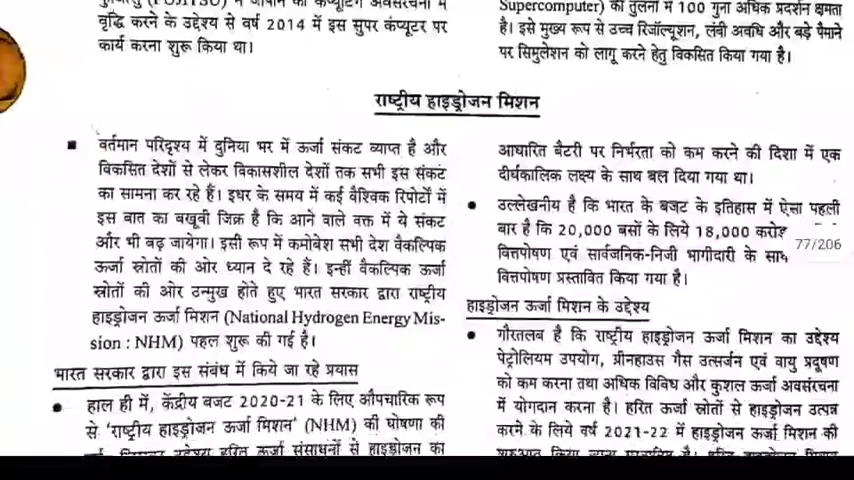 वृद्धि करने के उद्देश्य से वर्ष 2014 में इस सुपर कंप्यूटर पर
कार्य करना शुरू किया था।
Supercomputer) की तुलना में 100 गुना अधिक प्रदर्शन क्षमता
है। इसे मुख्य रूप से उच्च रिजॉल्यूशन, लंबी अवधि और बड़े पैमाने
पर सिमुलेशन को लागू करने हेतु विकसित किया गया है।
राष्ट्रीय हाइड्रोजन मिशन
■ वर्तमान परिदृश्य में दुनिया भर में ऊर्जा संकट व्याप्त है और
विकसित देशों से लेकर विकासशील देशों तक सभी इस संकट
का सामना कर रहे हैं। इधर के समय में कई वैश्विक रिपोर्टों में
इस बात का बखूबी जिक्र है कि आने वाले वक्त में ये संकट
और भी बढ़ जायेगा। इसी रूप में कमोबेश सभी देश वैकल्पिक
ऊर्जा स्रोतों की ओर ध्यान दे रहे हैं। इन्हीं वैकल्पिक ऊर्जा
स्रोतों की ओर उन्मुख होते हुए भारत सरकार द्वारा राष्ट्रीय
हाइड्रोजन ऊर्जा मिशन (National Hydrogen Energy Mis-
sion : NHM) पहल शुरू की गई है।
भारत सरकार द्वारा इस संबंध में किये जा रहे प्रयास
● हाल ही में, केंद्रीय बजट 2020-21 के लिए औपचारिक रूप
से 'राष्ट्रीय हाइड्रोजन ऊर्जा मिशन' (NHM) की घोषणा की
हरित ऊर्जा संसाधनों से हाइड्रोजन का
आधारित बैटरी पर निर्भरता को कम करने की दिशा में एक
दीर्घकालिक लक्ष्य के साथ बल दिया गया था।
● उल्लेखनीय है कि भारत के बजट के इतिहास में ऐसा पहली
बार है कि 20,000 बसों के लिये 18,000 करोड़
वित्तपोषण एवं सार्वजनिक-निजी भागीदारी के साथ
वित्तपोषण प्रस्तावित किया गया है।
77/206
हाइड्रोजन ऊर्जा मिशन के उद्देश्य
● गौरतलब है कि राष्ट्रीय हाइड्रोजन ऊर्जा मिशन का उद्देश्य
पेट्रोलियम उपयोग, ग्रीनहाउस गैस उत्सर्जन एवं वायु प्रदूषण
को कम करना तथा अधिक विविध और कुशल ऊर्जा अवसंरचना
में योगदान करना है। हरित ऊर्जा स्रोतों से हाइड्रोजन उत्पन्न
करने के लिये वर्ष 2021-22 में हाइड्रोजन ऊर्जा मिशन की